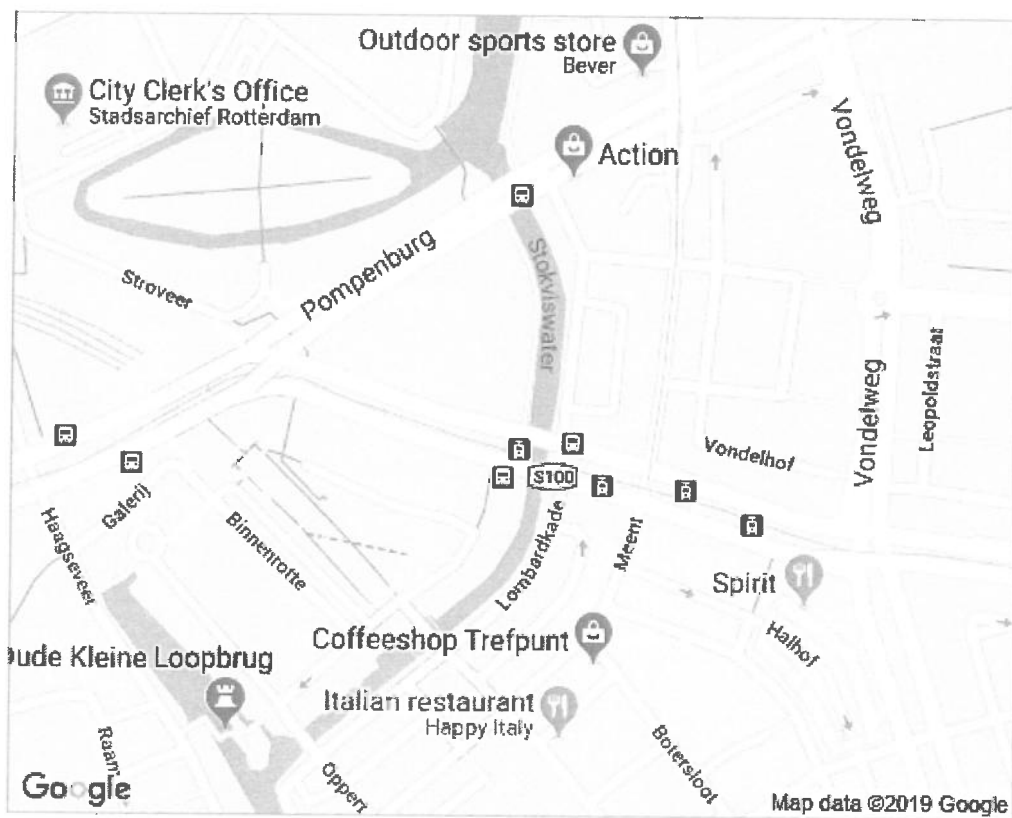 Outdoor sports store
Bever
City Clerk's Office
Stadsarchief Rotterdam
Action
Vondelweg
Pompenburg
Stokviswater
Stroveer
Leopoldstraat
Vondelweg
Vondelhof
S100
Galerij
Haagseveer
Binnenrotte
Lombardkade
Meent
Spirit
Halhof
Coffeeshop Trefpunt
Oude Kleine Loopbrug
Italian restaurant
Happy Italy
Botersloot
Oppert
Google
Map data ©2019 Google